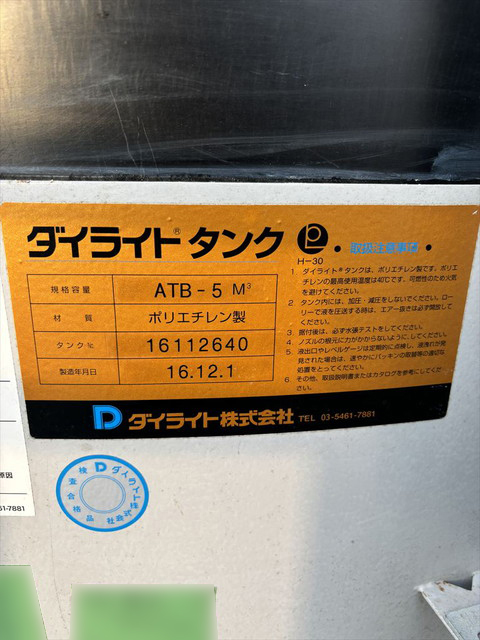 ダイライト®タンク
規格容量 ATB-5 M³
材質 ポリエチレン製
タンク№ 16112640
製造年月日 16.12.1
PL
H-30
・取扱注意事項・
1. ダイライト®タンクは、ポリエチレン製です。ポリエ
チレンの最高使用温度は40℃です。可燃性のため火気
を避けてください。
2. タンク内には、加圧・減圧をしないでください。ロー
リーで液を圧送する時は、エアー抜きは必ず開放して
ください。
3. 据付後は、必ず水張テストをしてください。
4. ノズルの根元に力がかからないように、してください。
5. 液出口やレベルゲージは定期的に点検し、液洩れが発
見された場合は、速やかにパッキンの取替等の適切な
処置をとってください。
6. その他、取扱説明書またはカタログを参考にしてくだ
さい。
D ダイライト株式会社 TEL 03-5461-7881
原因
61-7881
D ダイライト株式会社
検査合格品